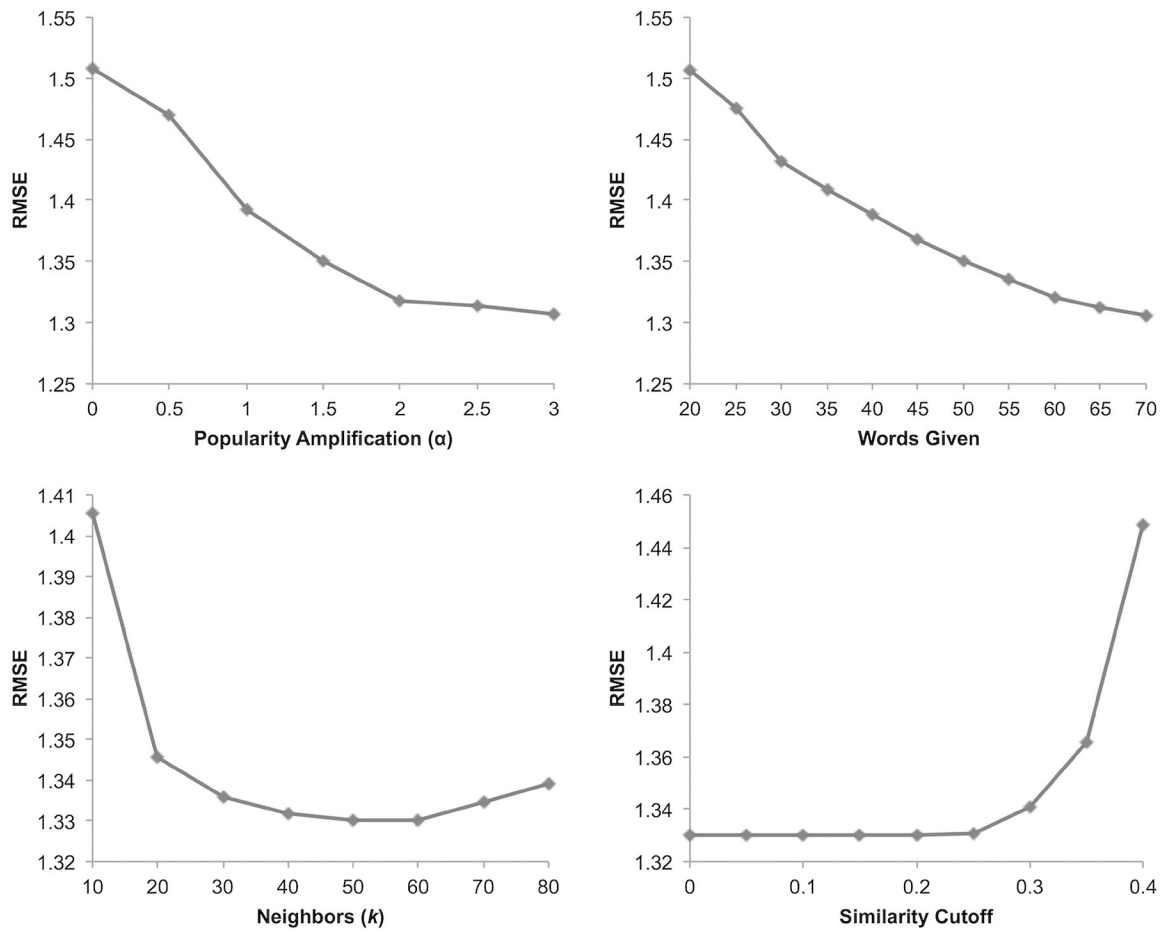 1.55
1.5
1.45
1.4
1.35
1.3
1.25
RMSE
0 0.5 1 1.5 2 2.5 3
Popularity Amplification (α)
1.55
1.5
1.45
1.4
1.35
1.3
1.25
RMSE
20 25 30 35 40 45 50 55 60 65 70
Words Given
1.41
1.4
1.39
1.38
1.37
1.36
1.35
1.34
1.33
1.32
RMSE
10 20 30 40 50 60 70 80
Neighbors (k)
1.46
1.44
1.42
1.4
1.38
1.36
1.34
1.32
RMSE
0 0.1 0.2 0.3 0.4
Similarity Cutoff